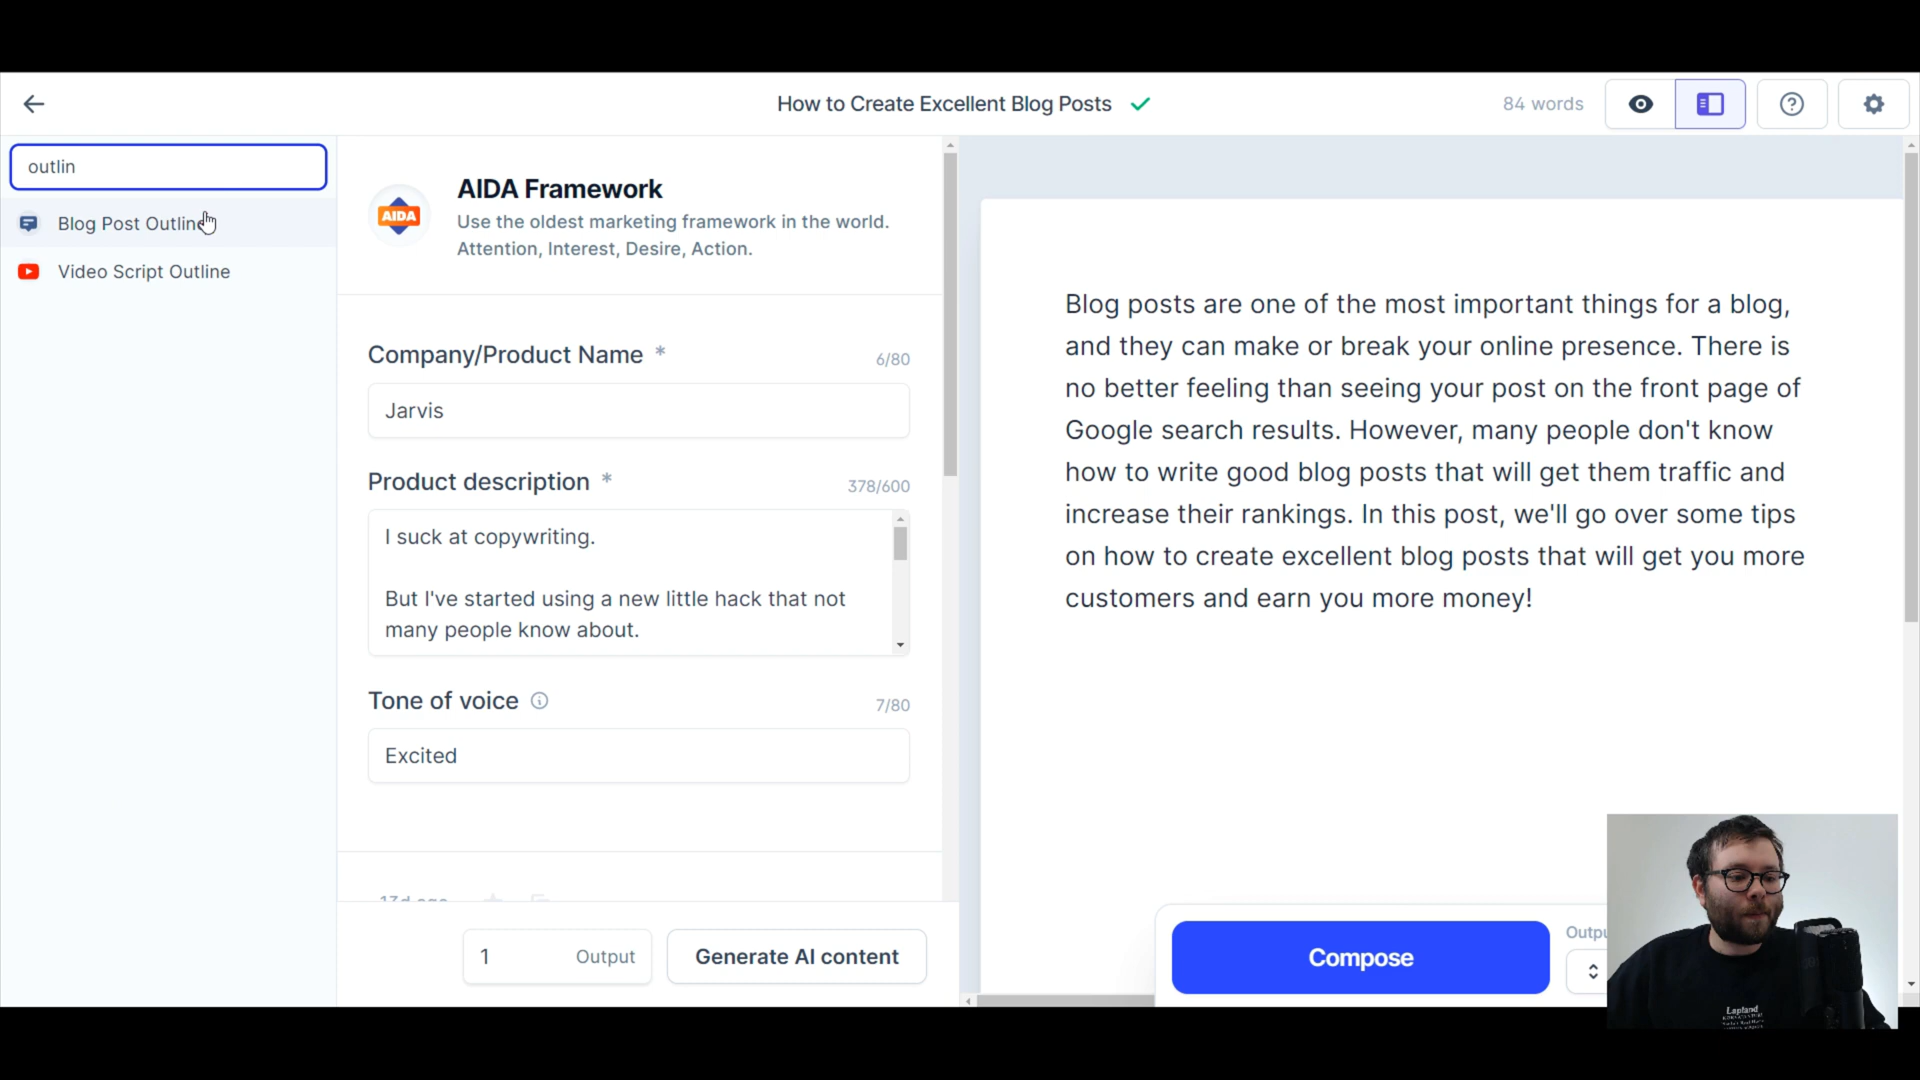 How to Create Excellent Blog Posts
84 words
outlin
Blog Post Outline
Video Script Outline
AIDA
AIDA Framework
Use the oldest marketing framework in the world.
Attention, Interest, Desire, Action.
Company/Product Name *
6/80
Jarvis
Product description *
378/600
I suck at copywriting.
But I've started using a new little hack that not
many people know about.
Tone of voice
7/80
Excited
13d ago
1 Output
Generate AI content
Blog posts are one of the most important things for a blog,
and they can make or break your online presence. There is
no better feeling than seeing your post on the front page of
Google search results. However, many people don't know
how to write good blog posts that will get them traffic and
increase their rankings. In this post, we'll go over some tips
on how to create excellent blog posts that will get you more
customers and earn you more money!
Compose
Outpu
Lapland